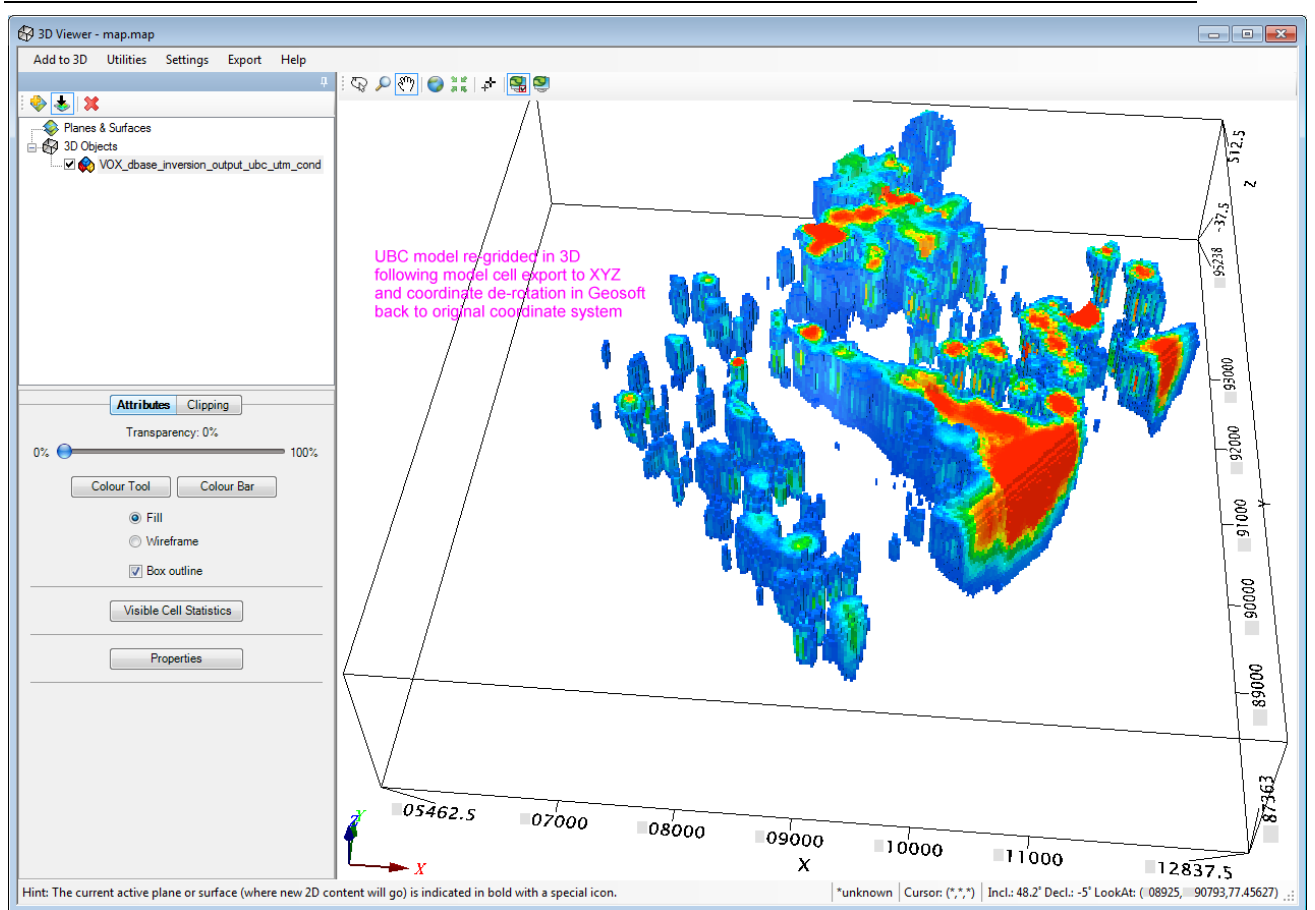 3D Viewer - map.map
Add to 3D Utilities Settings Export Help
Planes & Surfaces
3D Objects
VOX_dbase_inversion_output_ubc_utm_cond
Attributes Clipping
Transparency: 0%
0% 100%
Colour Tool Colour Bar
Fill
Wireframe
Box outline
Visible Cell Statistics
Properties
UBC model re-gridded in 3D
following model cell export to XYZ
and coordinate de-rotation in Geosoft
back to original coordinate system
512.5
Z
-37.5
95238
93000
92000
Y
91000
90000
89000
87363
05462.5
07000
08000
09000
10000
11000
12837.5
X
Z
Y
X
Hint: The current active plane or surface (where new 2D content will go) is indicated in bold with a special icon.
*unknown Cursor: (*,*,*) Incl.: 48.2° Decl.: -5° LookAt: ( 08925, 90793,77.45627)